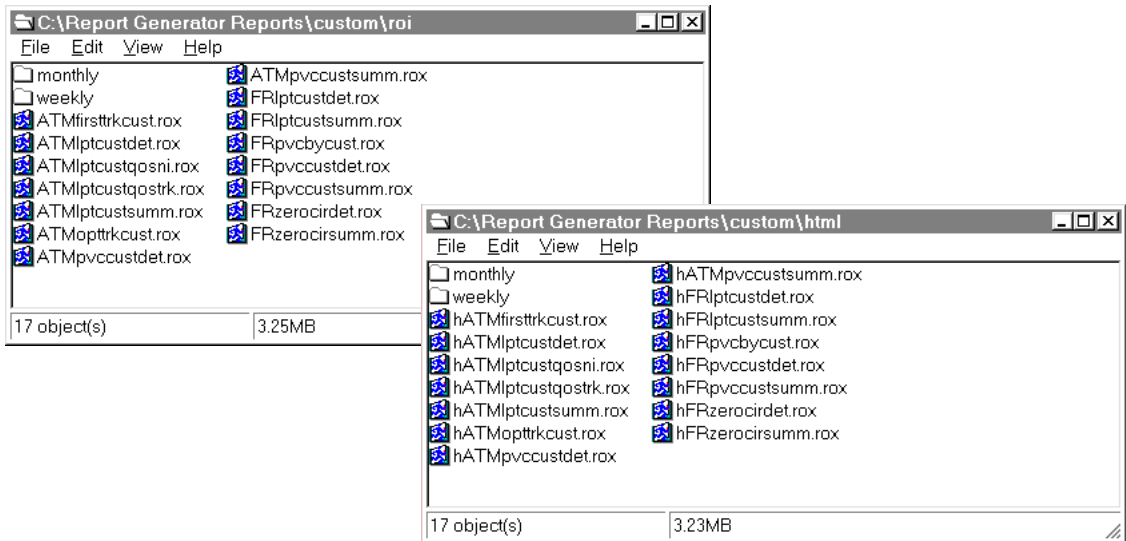 C:\Report Generator Reports\custom\roi
File Edit View Help
monthly
weekly
ATMfirsttrkcust.rox
ATMlptcustdet.rox
ATMlptcustqosni.rox
ATMlptcustqostrk.rox
ATMlptcustsumm.rox
ATMopttrkcust.rox
ATMpvccustdet.rox
ATMpvccustsumm.rox
FRlptcustdet.rox
FRlptcustsumm.rox
FRpvcbycust.rox
FRpvccustdet.rox
FRpvccustsumm.rox
FRzerocirdet.rox
FRzerocirsumm.rox
17 object(s) 3.25MB
C:\Report Generator Reports\custom\html
File Edit View Help
monthly
weekly
hATMfirsttrkcust.rox
hATMlptcustdet.rox
hATMlptcustqosni.rox
hATMlptcustqostrk.rox
hATMlptcustsumm.rox
hATMopttrkcust.rox
hATMpvccustdet.rox
hATMpvccustsumm.rox
hFRlptcustdet.rox
hFRlptcustsumm.rox
hFRpvcbycust.rox
hFRpvccustdet.rox
hFRpvccustsumm.rox
hFRzerocirdet.rox
hFRzerocirsumm.rox
17 object(s) 3.23MB